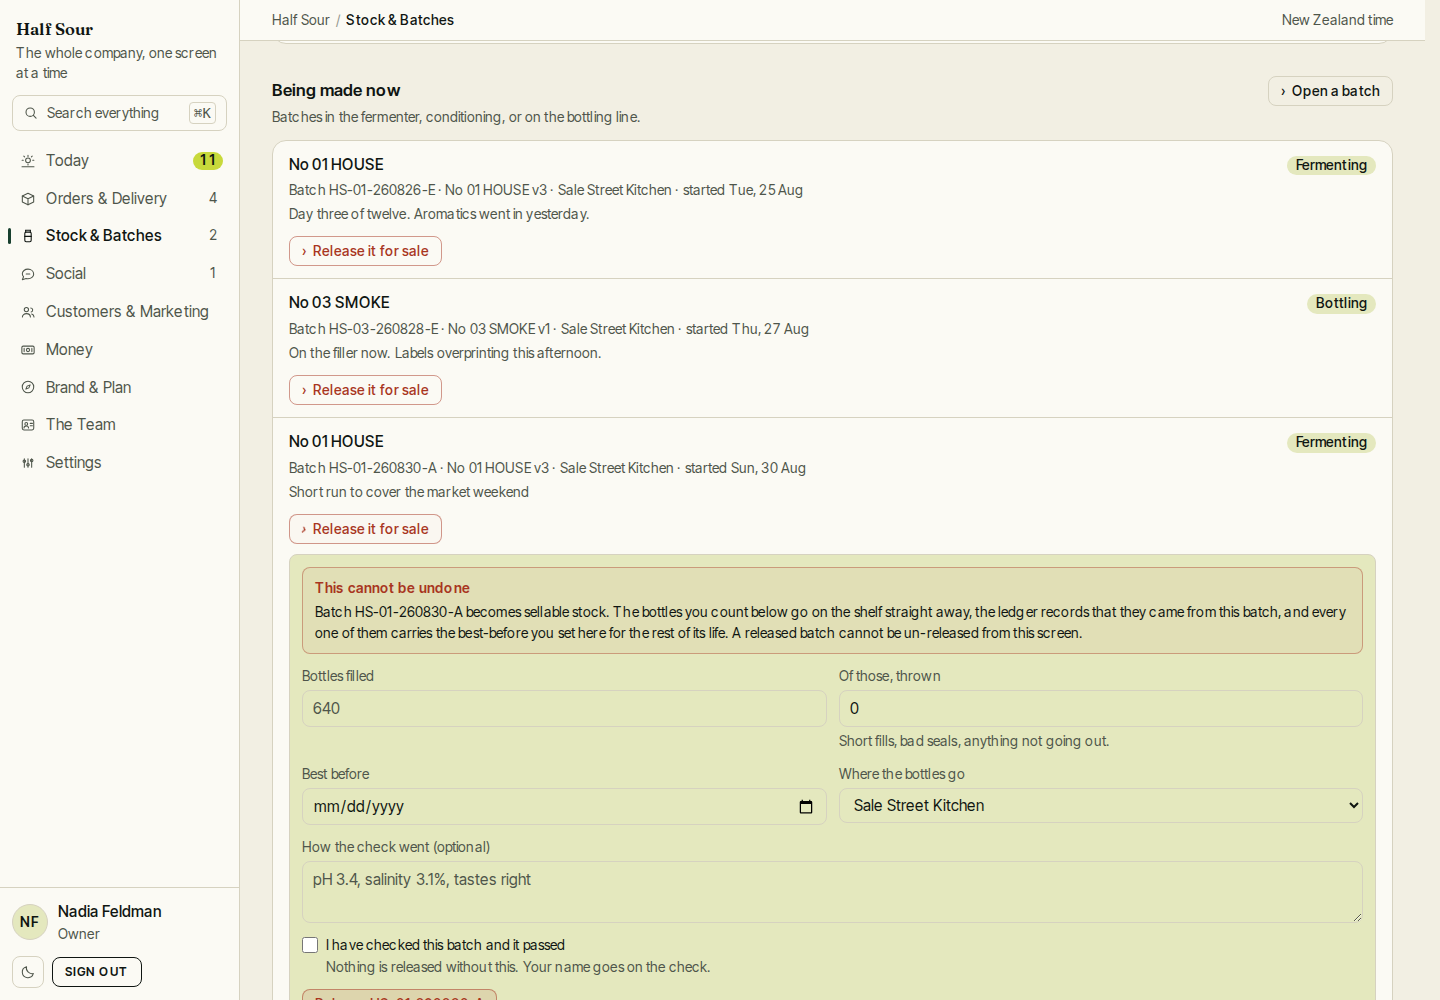 Half Sour
The whole company, one screen
at a time
Search everything ⌘K
Today 11
Orders & Delivery 4
Stock & Batches 2
Social 1
Customers & Marketing
Money
Brand & Plan
The Team
Settings
NF
Nadia Feldman
Owner
SIGN OUT
Half Sour / Stock & Batches
New Zealand time
Being made now
› Open a batch
Batches in the fermenter, conditioning, or on the bottling line.
No 01 HOUSE
Fermenting
Batch HS-01-260826-E · No 01 HOUSE v3 · Sale Street Kitchen · started Tue, 25 Aug
Day three of twelve. Aromatics went in yesterday.
› Release it for sale
No 03 SMOKE
Bottling
Batch HS-03-260828-E · No 03 SMOKE v1 · Sale Street Kitchen · started Thu, 27 Aug
On the filler now. Labels overprinting this afternoon.
› Release it for sale
No 01 HOUSE
Fermenting
Batch HS-01-260830-A · No 01 HOUSE v3 · Sale Street Kitchen · started Sun, 30 Aug
Short run to cover the market weekend
› Release it for sale
This cannot be undone
Batch HS-01-260830-A becomes sellable stock. The bottles you count below go on the shelf straight away, the ledger records that they came from this batch, and every
one of them carries the best-before you set here for the rest of its life. A released batch cannot be un-released from this screen.
Bottles filled
640
Of those, thrown
0
Short fills, bad seals, anything not going out.
Best before
mm/dd/yyyy
Where the bottles go
Sale Street Kitchen
How the check went (optional)
pH 3.4, salinity 3.1%, tastes right
I have checked this batch and it passed
Nothing is released without this. Your name goes on the check.